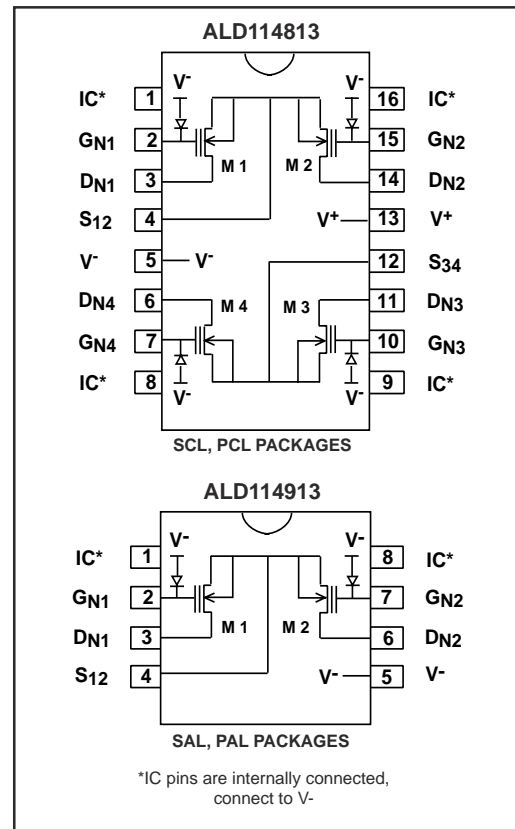 ALD114813
IC* 1 V- V- 16 IC*
GN1 2 15 GN2
M 1 M 2
DN1 3 14 DN2
S12 4 V+ 13 V+
V- 5 V- 12 S34
DN4 6 M 4 M 3 11 DN3
GN4 7 10 GN3
IC* 8 V- V- 9 IC*
SCL, PCL PACKAGES
ALD114913
IC* 1 V- V- 8 IC*
GN1 2 7 GN2
M 1 M 2
DN1 3 6 DN2
S12 4 V- 5 V-
SAL, PAL PACKAGES
*IC pins are internally connected,
connect to V-